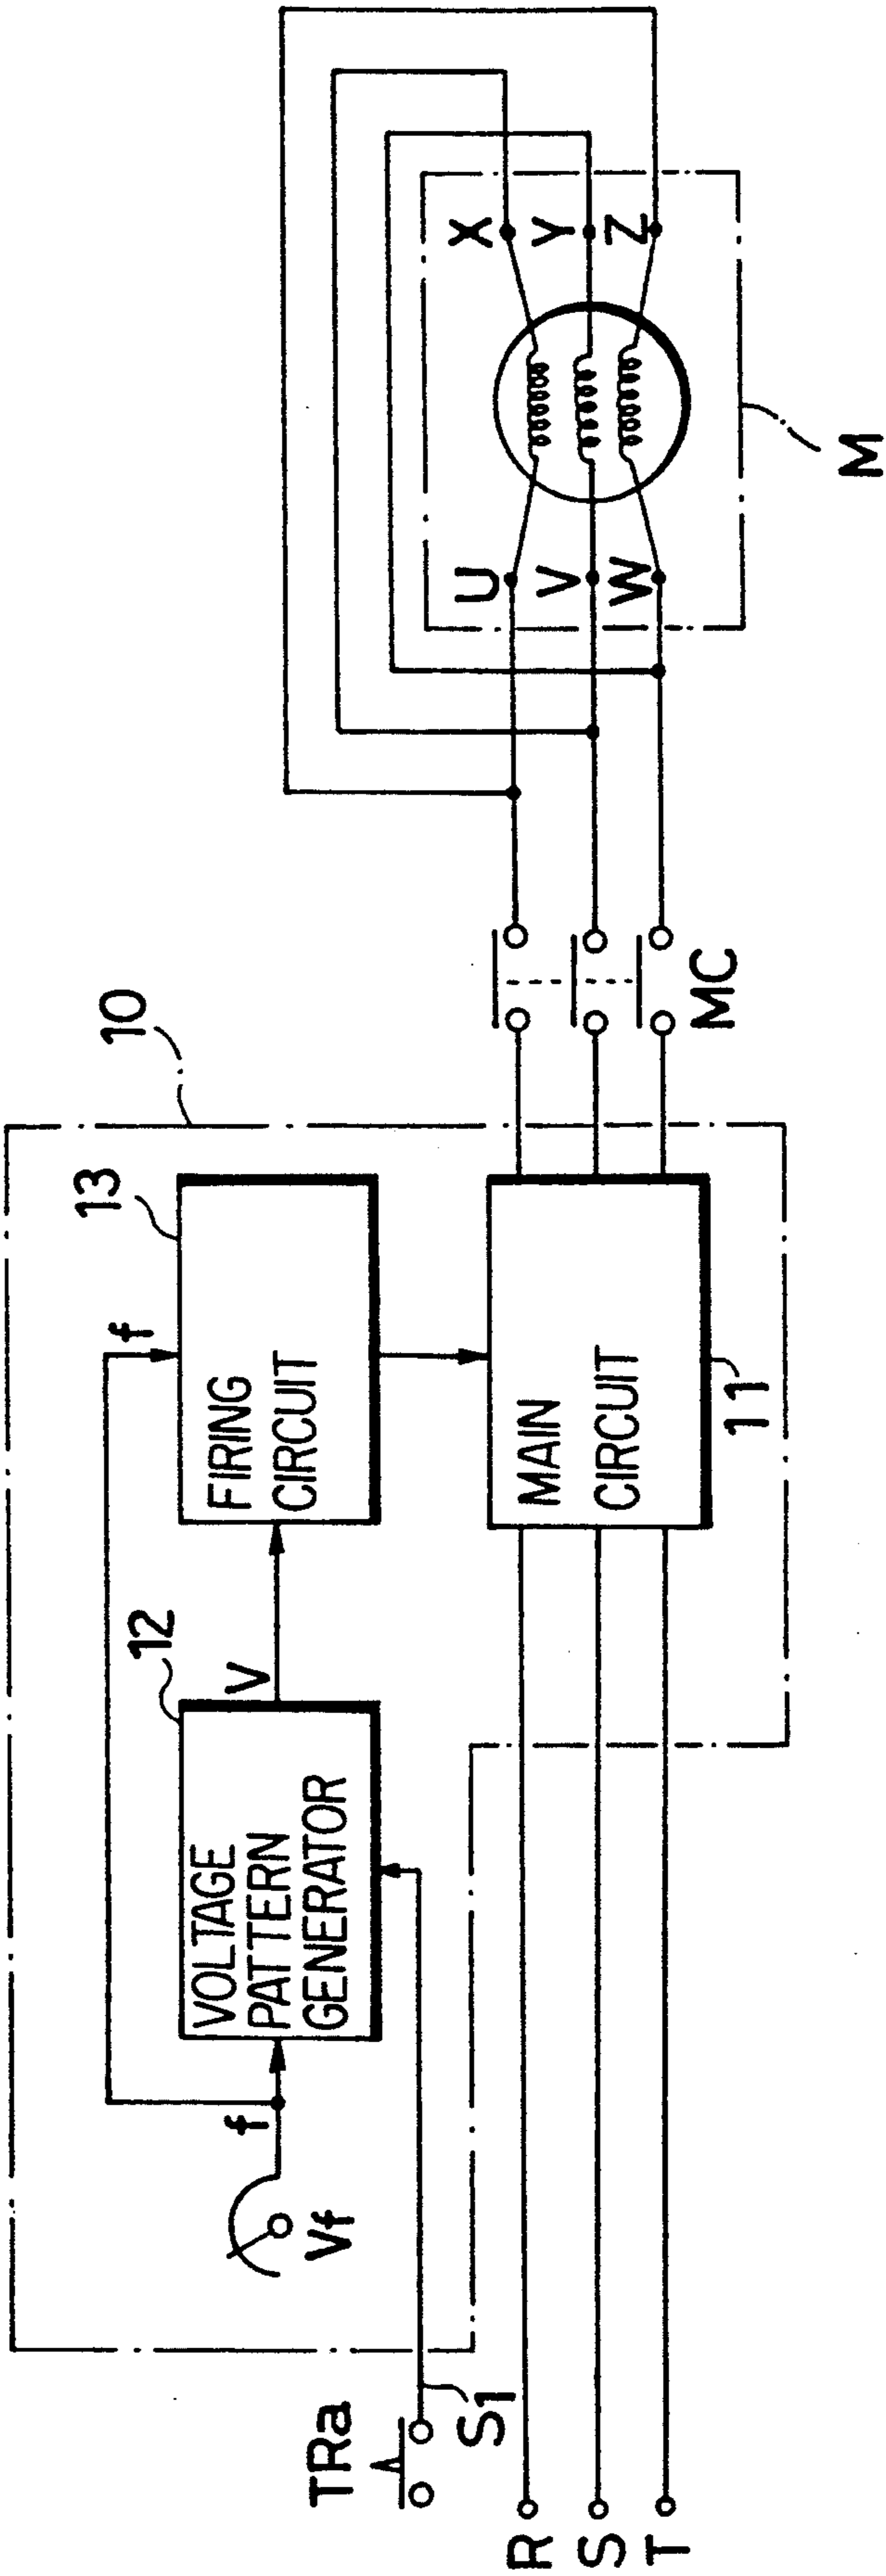 10
13
f
FIRING
CIRCUIT
12
V
VOLTAGE
PATTERN
GENERATOR
f
Vf
TRa
S1
MAIN
CIRCUIT
11
R
S
T
MC
U
V
W
X
Y
Z
M